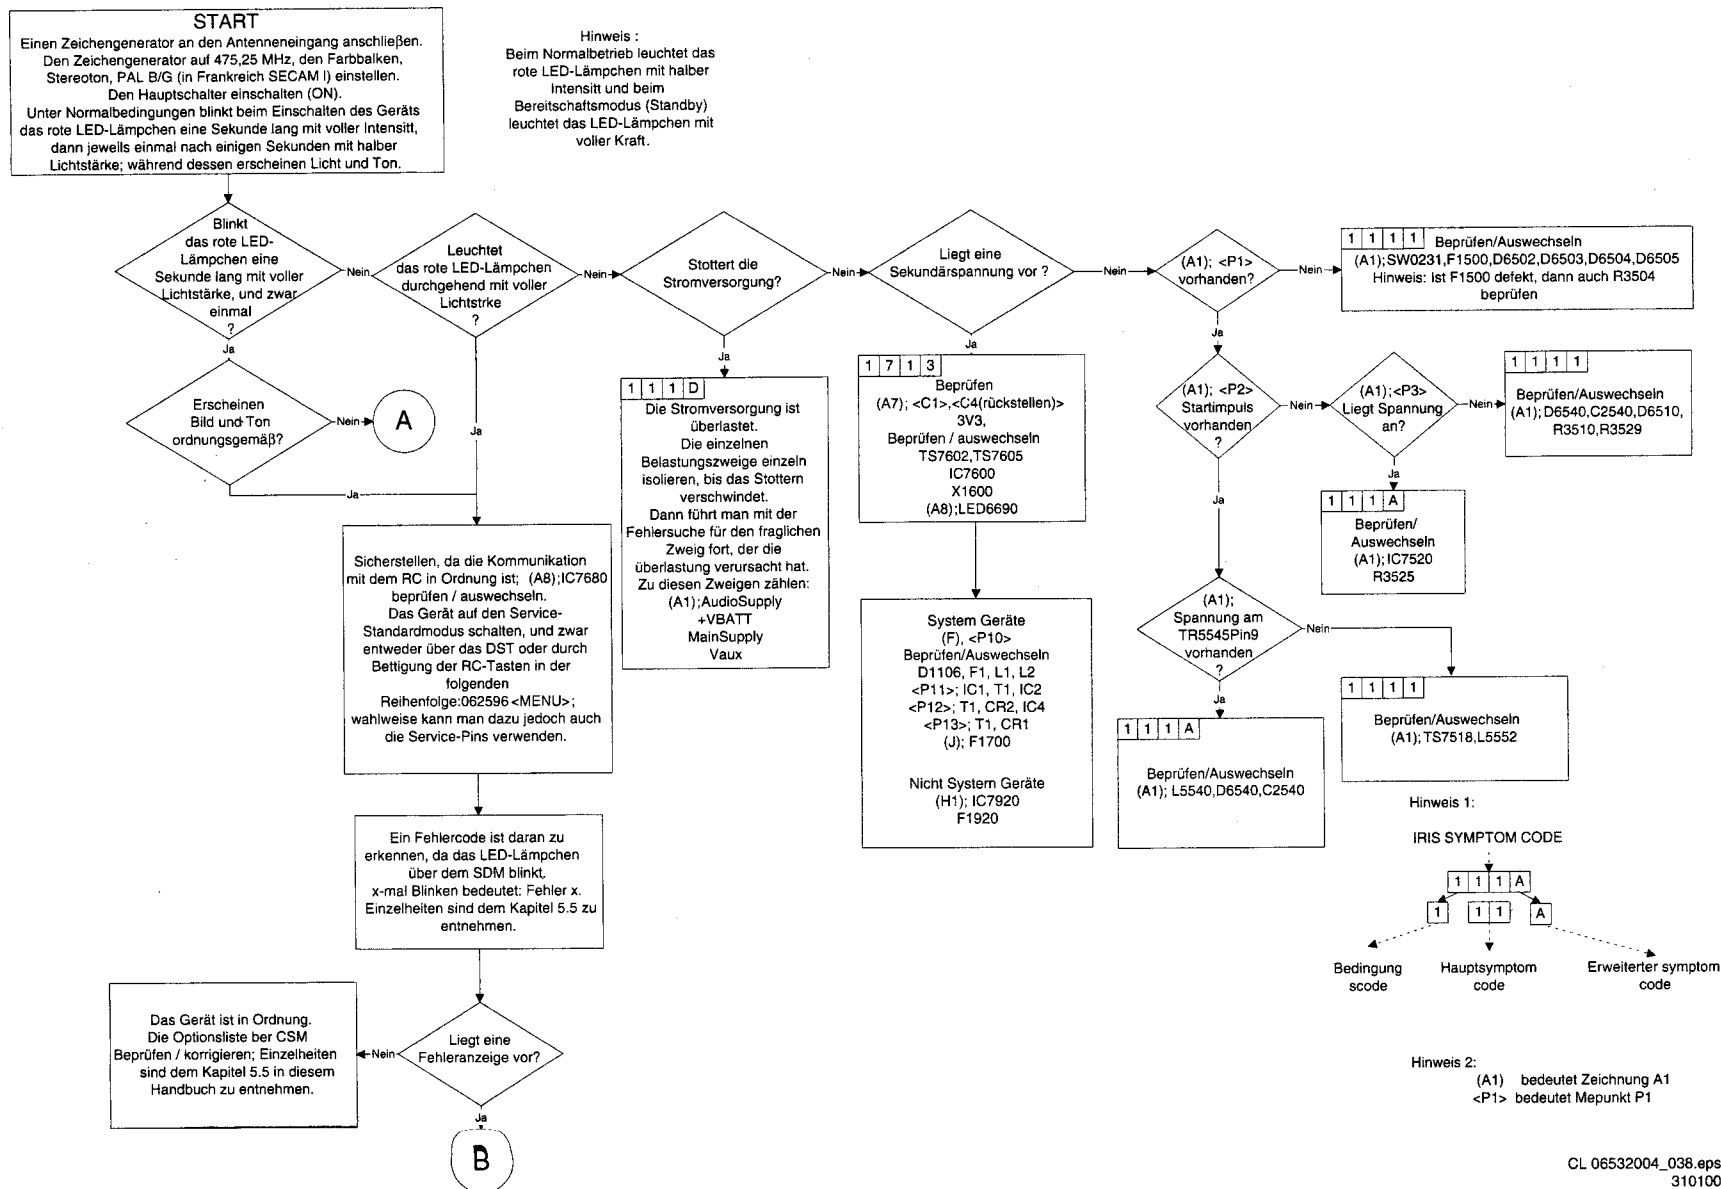 START
Einen Zeichengenerator an den Antenneneingang anschließen.
Den Zeichengenerator auf 475,25 MHz, den Farbbalken,
Stereoton, PAL B/G (in Frankreich SECAM I) einstellen.
Den Hauptschalter einschalten (ON).
Unter Normalbedingungen blinkt beim Einschalten des Geräts
das rote LED-Lämpchen eine Sekunde lang mit voller Intensitt,
dann jeweils einmal nach einigen Sekunden mit halber
Lichtstärke; während dessen erscheinen Licht und Ton.
Hinweis :
Beim Normalbetrieb leuchtet das
rote LED-Lämpchen mit halber
Intensitt und beim
Bereitschaftsmodus (Standby)
leuchtet das LED-Lämpchen mit
voller Kraft.
Blinkt
das rote LED-
Lämpchen eine
Sekunde lang mit voller
Lichtstärke, und zwar
einmal
?
Nein
Leuchtet
das rote LED-Lämpchen
durchgehend mit voller
Lichtstrke
?
Nein
Stottert die
Stromversorgung?
Nein
Liegt eine
Sekundärspannung vor ?
Nein
(A1); <P1>
vorhanden?
Nein
1 1 1 1
Beprüfen/Auswechseln
(A1);SW0231,F1500,D6502,D6503,D6504,D6505
Hinweis: ist F1500 defekt, dann auch R3504
beprüfen
Ja
Erscheinen
Bild und Ton
ordnungsgemäß?
Nein
A
Ja
Ja
Ja
1 1 1 D
Die Stromversorgung ist
überlastet.
Die einzelnen
Belastungszweige einzeln
isolieren, bis das Stottern
verschwindet.
Dann führt man mit der
Fehlersuche für den fraglichen
Zweig fort, der die
überlastung verursacht hat.
Zu diesen Zweigen zählen:
(A1);AudioSupply
+VBATT
MainSupply
Vaux
Ja
1 7 1 3
Beprüfen
(A7); <C1>,<C4(rückstellen)>
3V3,
Beprüfen / auswechseln
TS7602,TS7605
IC7600
X1600
(A8);LED6690
System Geräte
(F), <P10>
Beprüfen/Auswechseln
D1106, F1, L1, L2
<P11>; IC1, T1, IC2
<P12>; T1, CR2, IC4
<P13>; T1, CR1
(J); F1700
Nicht System Geräte
(H1); IC7920
F1920
Ja
(A1); <P2>
Startimpuls
vorhanden
?
Nein
(A1);<P3>
Liegt Spannung
an?
Nein
1 1 1 1
Beprüfen/Auswechseln
(A1);D6540,C2540,D6510,
R3510,R3529
Ja
1 1 1 A
Beprüfen/
Auswechseln
(A1);IC7520
R3525
Ja
(A1);
Spannung am
TR5545Pin9
vorhanden
?
Nein
1 1 1 1
Beprüfen/Auswechseln
(A1);TS7518,L5552
Ja
1 1 1 A
Beprüfen/Auswechseln
(A1); L5540,D6540,C2540
Sicherstellen, da die Kommunikation
mit dem RC in Ordnung ist; (A8);IC7680
beprüfen / auswechseln.
Das Gerät auf den Service-
Standardmodus schalten, und zwar
entweder über das DST oder durch
Bettigung der RC-Tasten in der
folgenden
Reihenfolge:062596<MENU>;
wahlweise kann man dazu jedoch auch
die Service-Pins verwenden.
Ein Fehlercode ist daran zu
erkennen, da das LED-Lämpchen
über dem SDM blinkt.
x-mal Blinken bedeutet: Fehler x.
Einzelheiten sind dem Kapitel 5.5 zu
entnehmen.
Liegt eine
Fehleranzeige vor?
Nein
Das Gerät ist in Ordnung.
Die Optionsliste ber CSM
Beprüfen / korrigieren; Einzelheiten
sind dem Kapitel 5.5 in diesem
Handbuch zu entnehmen.
Ja
B
Hinweis 1:
IRIS SYMPTOM CODE
1 1 1 A
1 1 1 A
Bedingung
scode
Hauptsymptom
code
Erweiterter symptom
code
Hinweis 2:
(A1) bedeutet Zeichnung A1
<P1> bedeutet Mepunkt P1
CL 06532004_038.eps
310100